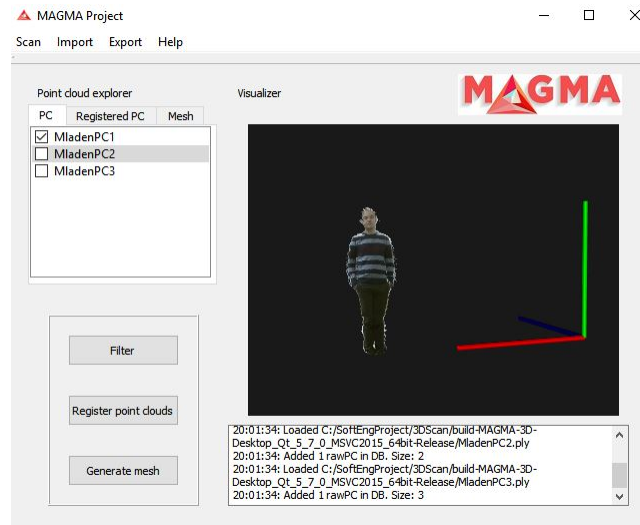 MAGMA Project
Scan Import Export Help
Point cloud explorer
Visualizer
MAGMA
PC Registered PC Mesh
MladenPC1
MladenPC2
MladenPC3
Filter
Register point clouds
Generate mesh
20:01:34: Loaded C:/SoftEngProject/3DScan/build-MAGMA-3D-
Desktop_Qt_5_7_0_MSVC2015_64bit-Release/MladenPC2.ply
20:01:34: Added 1 rawPC in DB. Size: 2
20:01:34: Loaded C:/SoftEngProject/3DScan/build-MAGMA-3D-
Desktop_Qt_5_7_0_MSVC2015_64bit-Release/MladenPC3.ply
20:01:34: Added 1 rawPC in DB. Size: 3